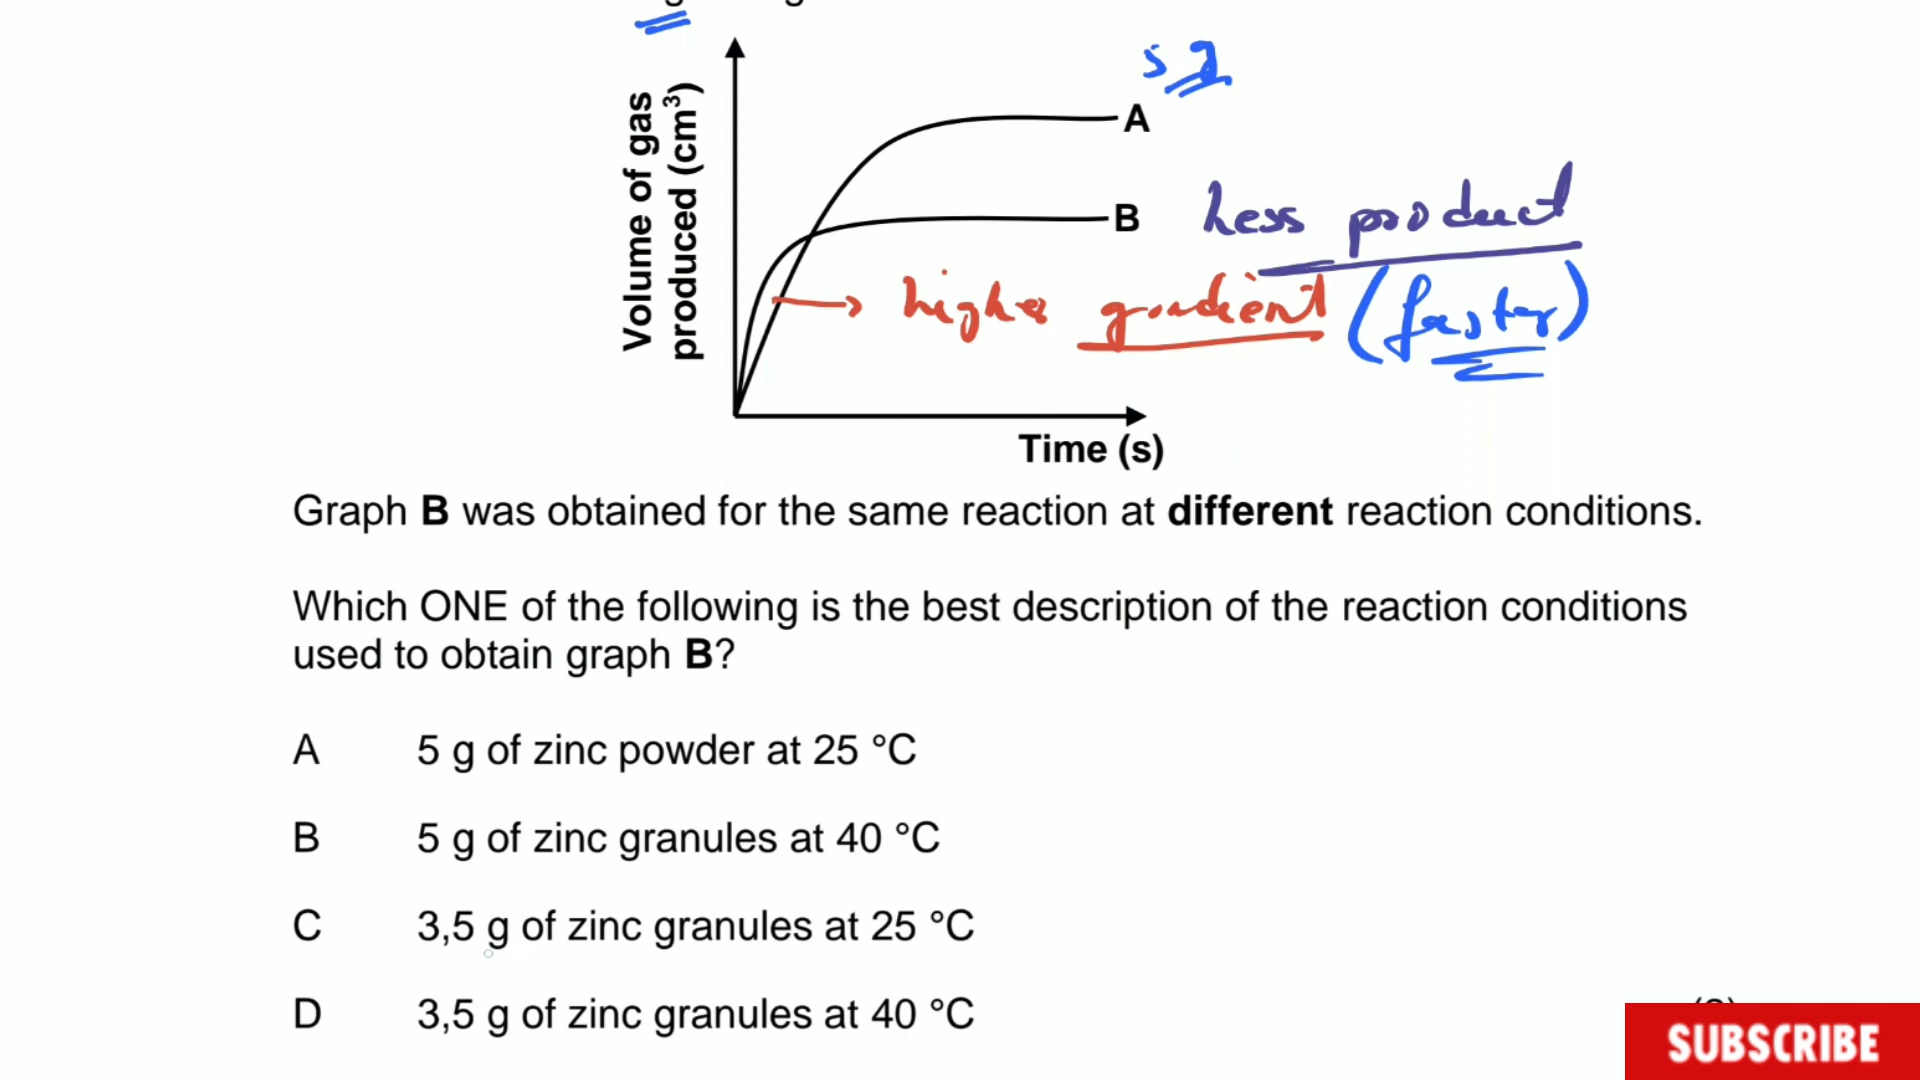 5 g
Volume of gas
produced (cm³)
A
B
Less product
higher gradient (faster)
Time (s)
Graph B was obtained for the same reaction at different reaction conditions.
Which ONE of the following is the best description of the reaction conditions
used to obtain graph B?
A 5 g of zinc powder at 25 °C
B 5 g of zinc granules at 40 °C
C 3,5 g of zinc granules at 25 °C
D 3,5 g of zinc granules at 40 °C
SUBSCRIBE